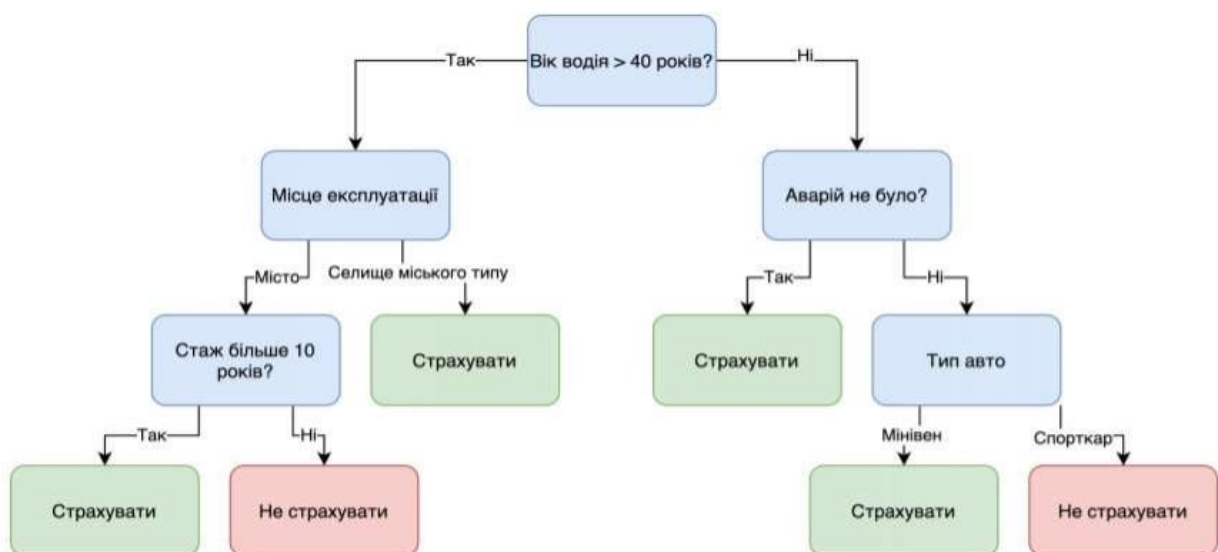 Вік водія > 40 років?
Так
Ні
Місце експлуатації
Аварій не було?
Місто
Селище міського типу
Так
Ні
Стаж більше 10
років?
Страхувати
Страхувати
Тип авто
Так
Ні
Мінівен
Спорткар
Страхувати
Не страхувати
Страхувати
Не страхувати